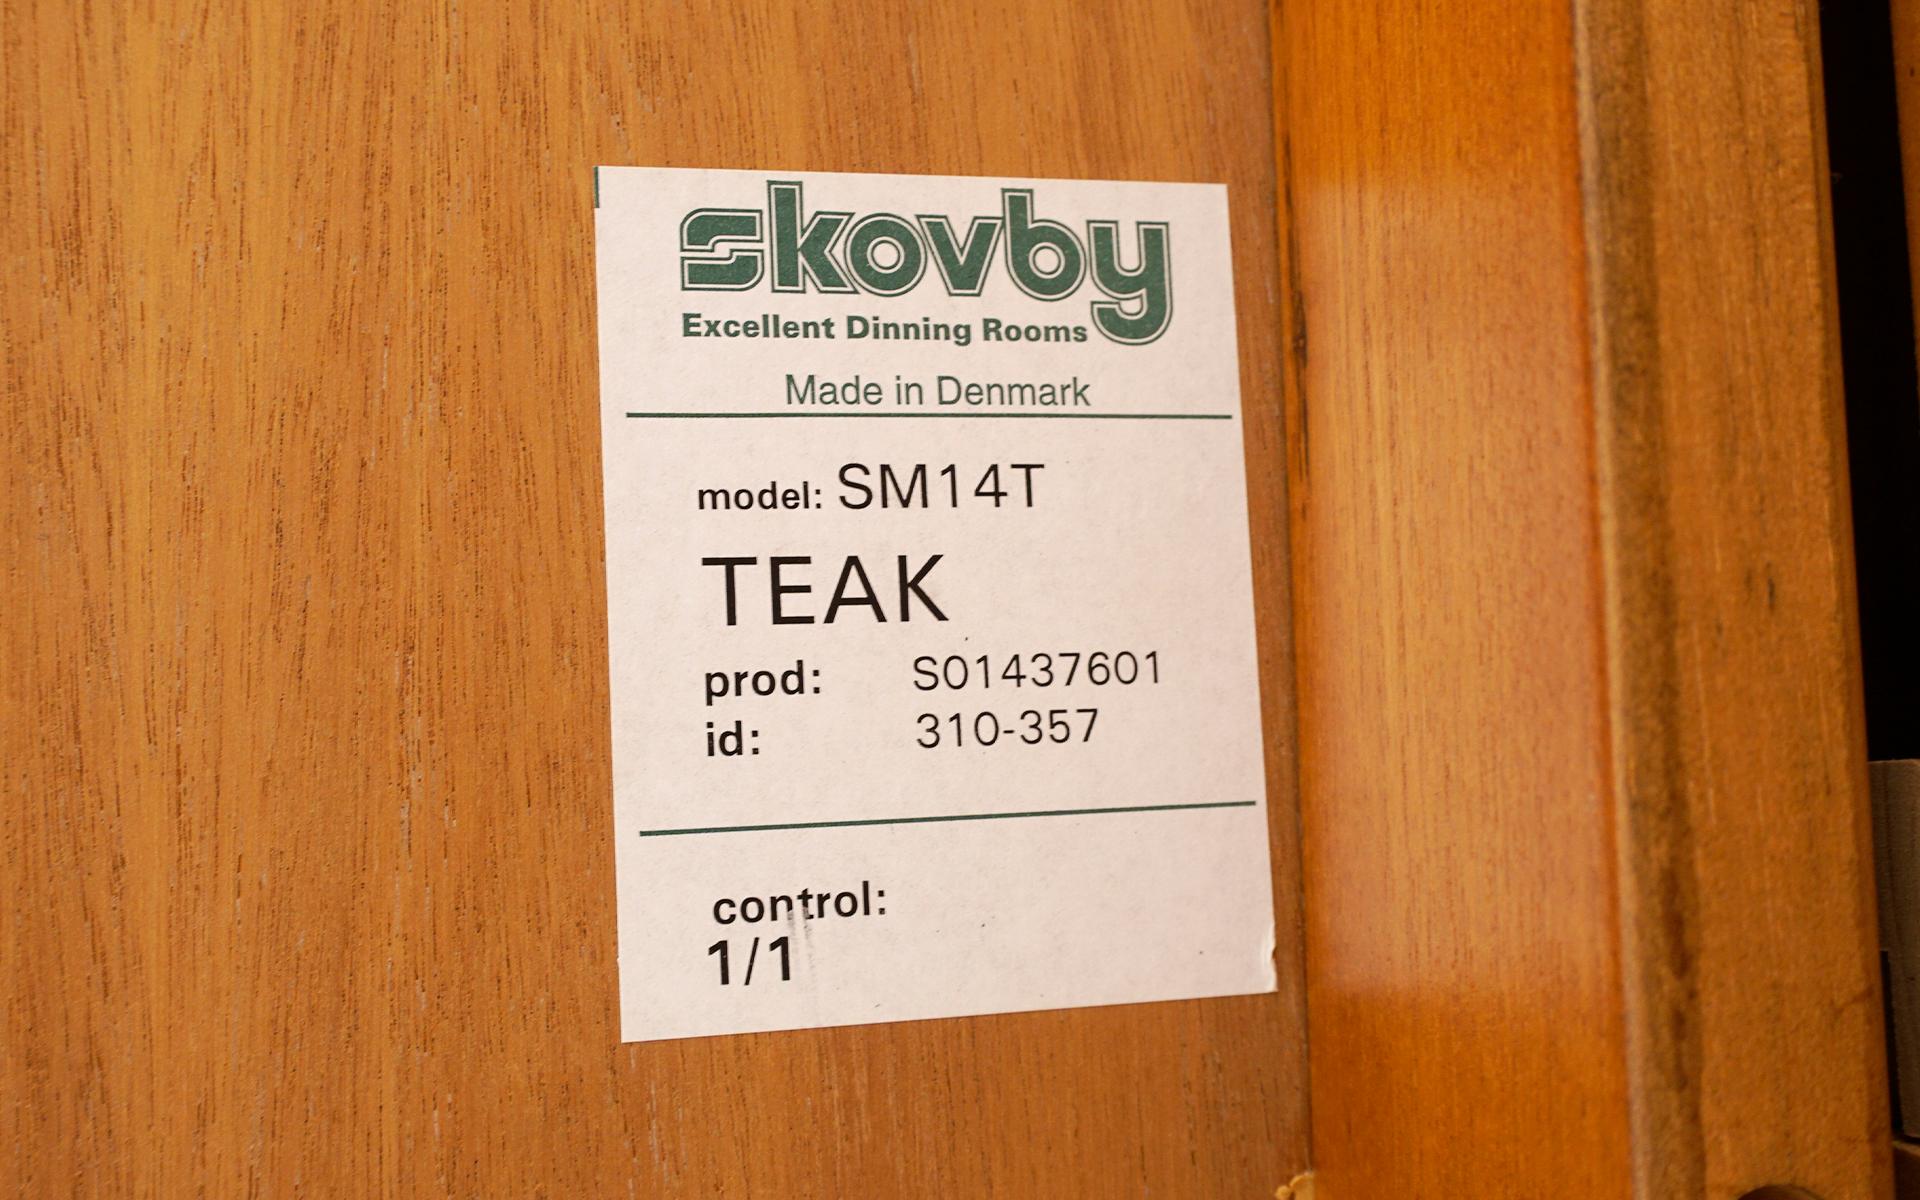 skovby
Excellent Dinning Rooms
Made in Denmark
model: SM14T
TEAK
prod: S01437601
id: 310-357
control:
1/1